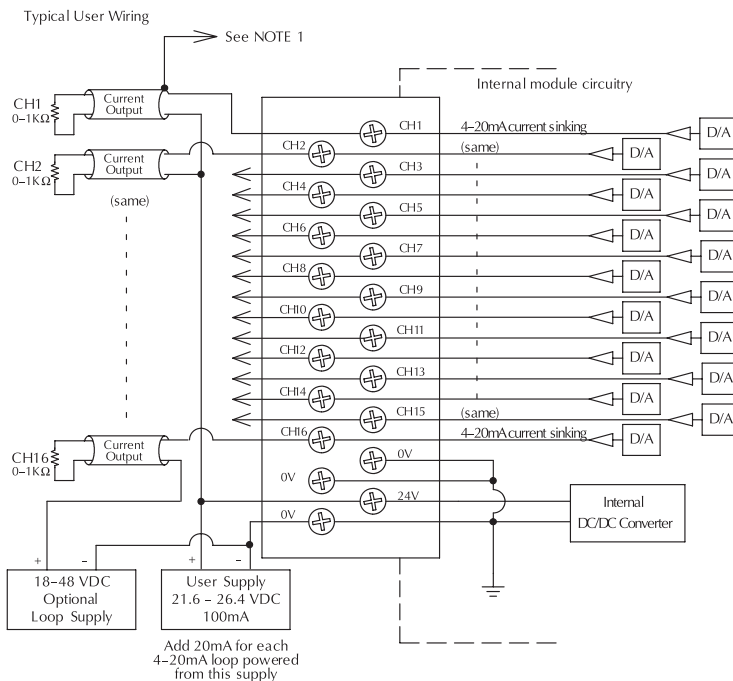 Typical User Wiring
See NOTE 1
Internal module circuitry
CH1
0–1KΩ
Current
Output
CH1
4–20mA current sinking
D/A
CH2
0–1KΩ
Current
Output
CH2
(same)
D/A
(same)
CH3
D/A
CH4
D/A
CH5
D/A
CH6
D/A
CH7
D/A
CH8
D/A
CH9
D/A
CH10
D/A
CH11
D/A
CH12
D/A
CH13
D/A
CH14
D/A
CH15
(same)
D/A
CH16
0–1KΩ
Current
Output
CH16
4–20mA current sinking
D/A
0V
0V
24V
0V
Internal
DC/DC Converter
+ –
18–48 VDC
Optional
Loop Supply
+ –
User Supply
21.6 – 26.4 VDC
100mA
Add 20mA for each
4–20mA loop powered
from this supply